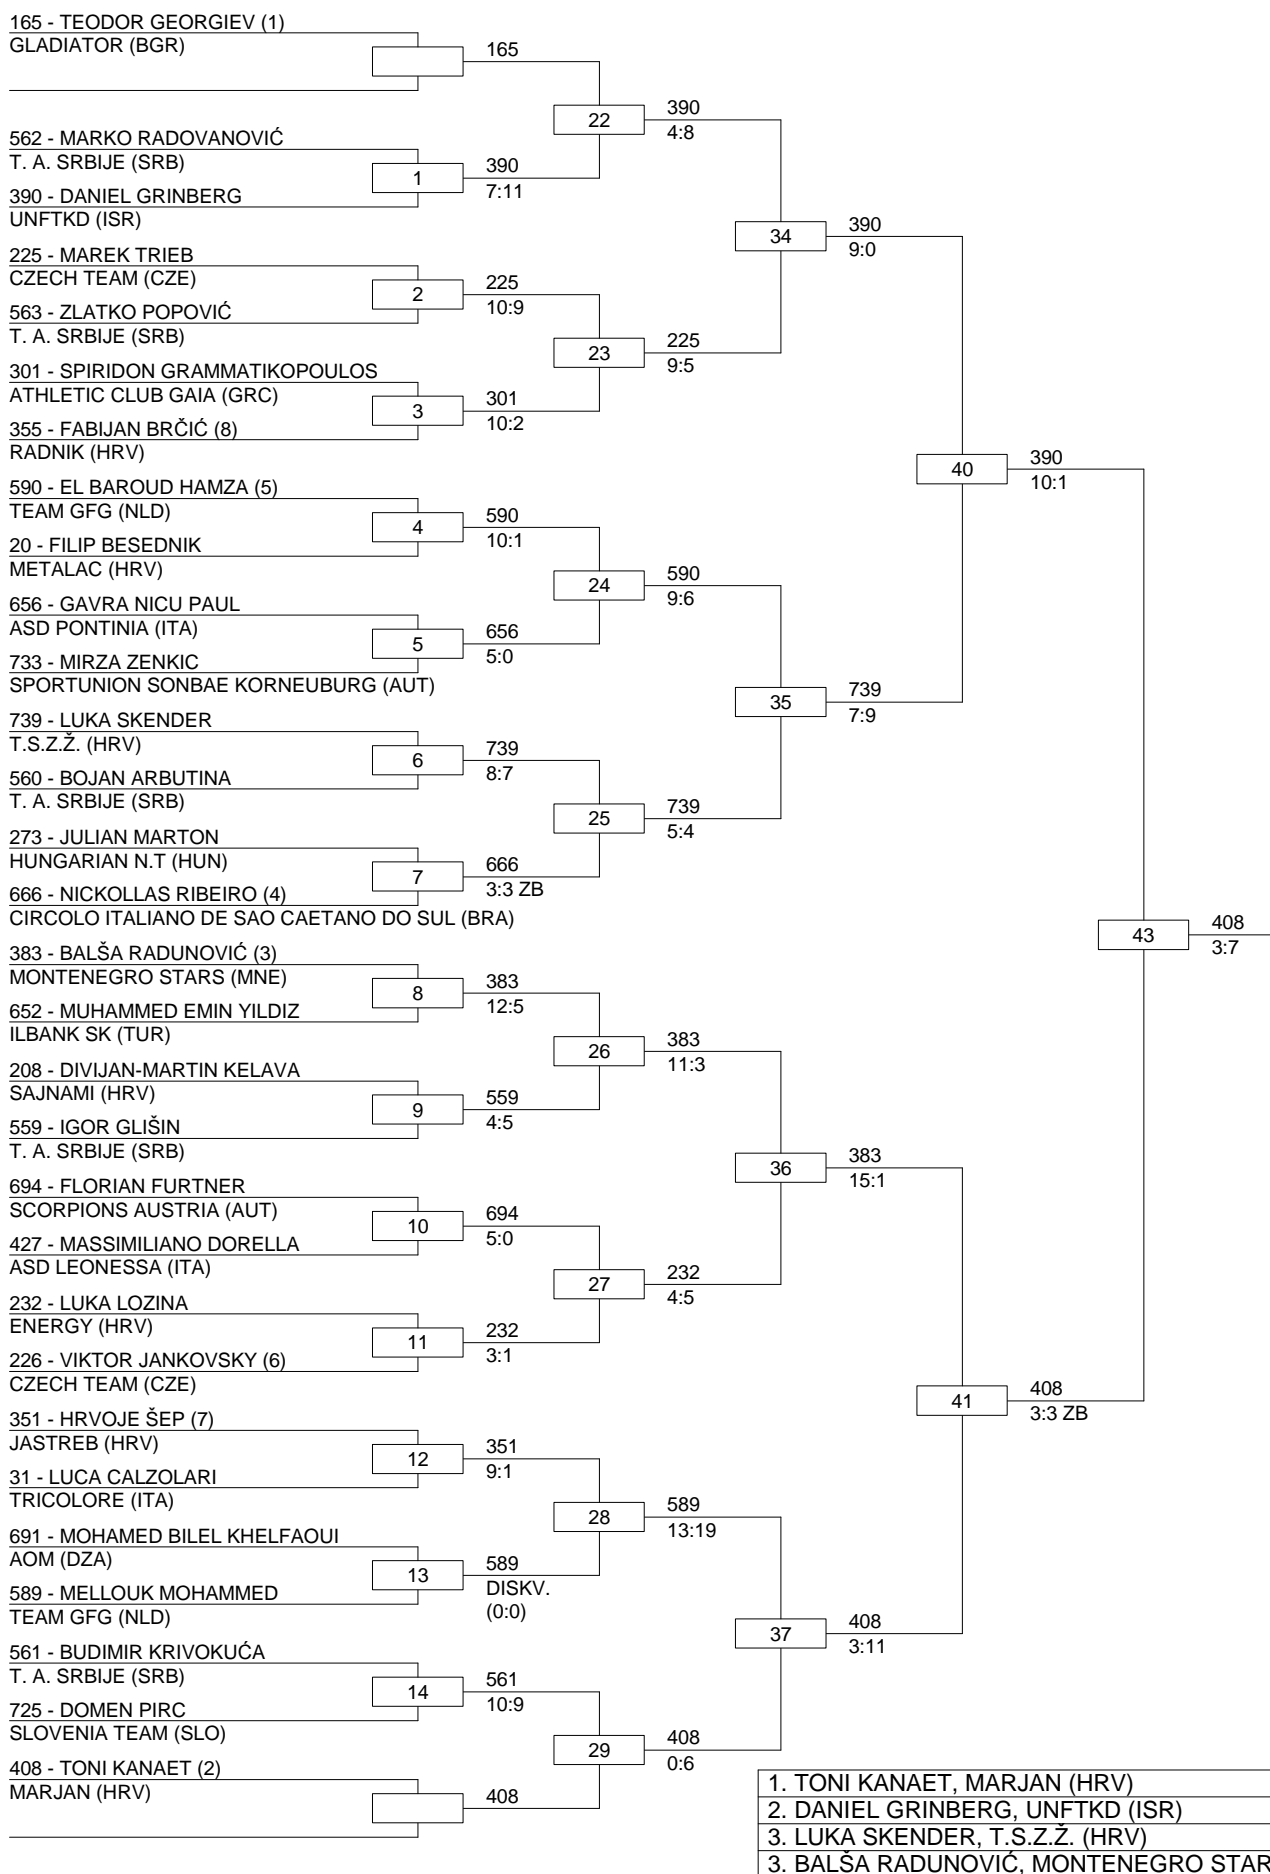 165 - TEODOR GEORGIEV (1)
GLADIATOR (BGR)
165
22
390
4:8
562 - MARKO RADOVANOVIĆ
T. A. SRBIJE (SRB)
1
390
7:11
390 - DANIEL GRINBERG
UNFTKD (ISR)
34
390
9:0
225 - MAREK TRIEB
CZECH TEAM (CZE)
2
225
10:9
563 - ZLATKO POPOVIĆ
T. A. SRBIJE (SRB)
23
225
9:5
301 - SPIRIDON GRAMMATIKOPOULOS
ATHLETIC CLUB GAIA (GRC)
3
301
10:2
355 - FABIJAN BRČIĆ (8)
RADNIK (HRV)
40
390
10:1
590 - EL BAROUD HAMZA (5)
TEAM GFG (NLD)
4
590
10:1
20 - FILIP BESEDNIK
METALAC (HRV)
24
590
9:6
656 - GAVRA NICU PAUL
ASD PONTINIA (ITA)
5
656
5:0
733 - MIRZA ZENKIC
SPORTUNION SONBAE KORNEUBURG (AUT)
35
739
7:9
739 - LUKA SKENDER
T.S.Z.Ž. (HRV)
6
739
8:7
560 - BOJAN ARBUTINA
T. A. SRBIJE (SRB)
25
739
5:4
273 - JULIAN MARTON
HUNGARIAN N.T (HUN)
7
666
3:3 ZB
666 - NICKOLLAS RIBEIRO (4)
CIRCOLO ITALIANO DE SAO CAETANO DO SUL (BRA)
43
408
3:7
383 - BALŠA RADUNOVIĆ (3)
MONTENEGRO STARS (MNE)
8
383
12:5
652 - MUHAMMED EMIN YILDIZ
ILBANK SK (TUR)
26
383
11:3
208 - DIVIJAN-MARTIN KELAVA
SAJNAMI (HRV)
9
559
4:5
559 - IGOR GLIŠIN
T. A. SRBIJE (SRB)
36
383
15:1
694 - FLORIAN FURTNER
SCORPIONS AUSTRIA (AUT)
10
694
5:0
427 - MASSIMILIANO DORELLA
ASD LEONESSA (ITA)
27
232
4:5
232 - LUKA LOZINA
ENERGY (HRV)
11
232
3:1
226 - VIKTOR JANKOVSKY (6)
CZECH TEAM (CZE)
41
408
3:3 ZB
351 - HRVOJE ŠEP (7)
JASTREB (HRV)
12
351
9:1
31 - LUCA CALZOLARI
TRICOLORE (ITA)
28
589
13:19
691 - MOHAMED BILEL KHELFAOUI
AOM (DZA)
13
589
DISKV.
(0:0)
589 - MELLOUK MOHAMMED
TEAM GFG (NLD)
37
408
3:11
561 - BUDIMIR KRIVOKUĆA
T. A. SRBIJE (SRB)
14
561
10:9
725 - DOMEN PIRC
SLOVENIA TEAM (SLO)
29
408
0:6
408 - TONI KANAET (2)
MARJAN (HRV)
408
1. TONI KANAET, MARJAN (HRV)
2. DANIEL GRINBERG, UNFTKD (ISR)
3. LUKA SKENDER, T.S.Z.Ž. (HRV)
3. BALŠA RADUNOVIĆ, MONTENEGRO STAR